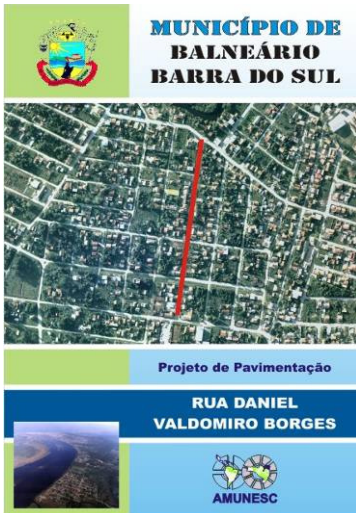 MUNICÍPIO DE
BALNEÁRIO
BARRA DO SUL
Projeto de Pavimentação
RUA DANIEL
VALDOMIRO BORGES
AMUNESC